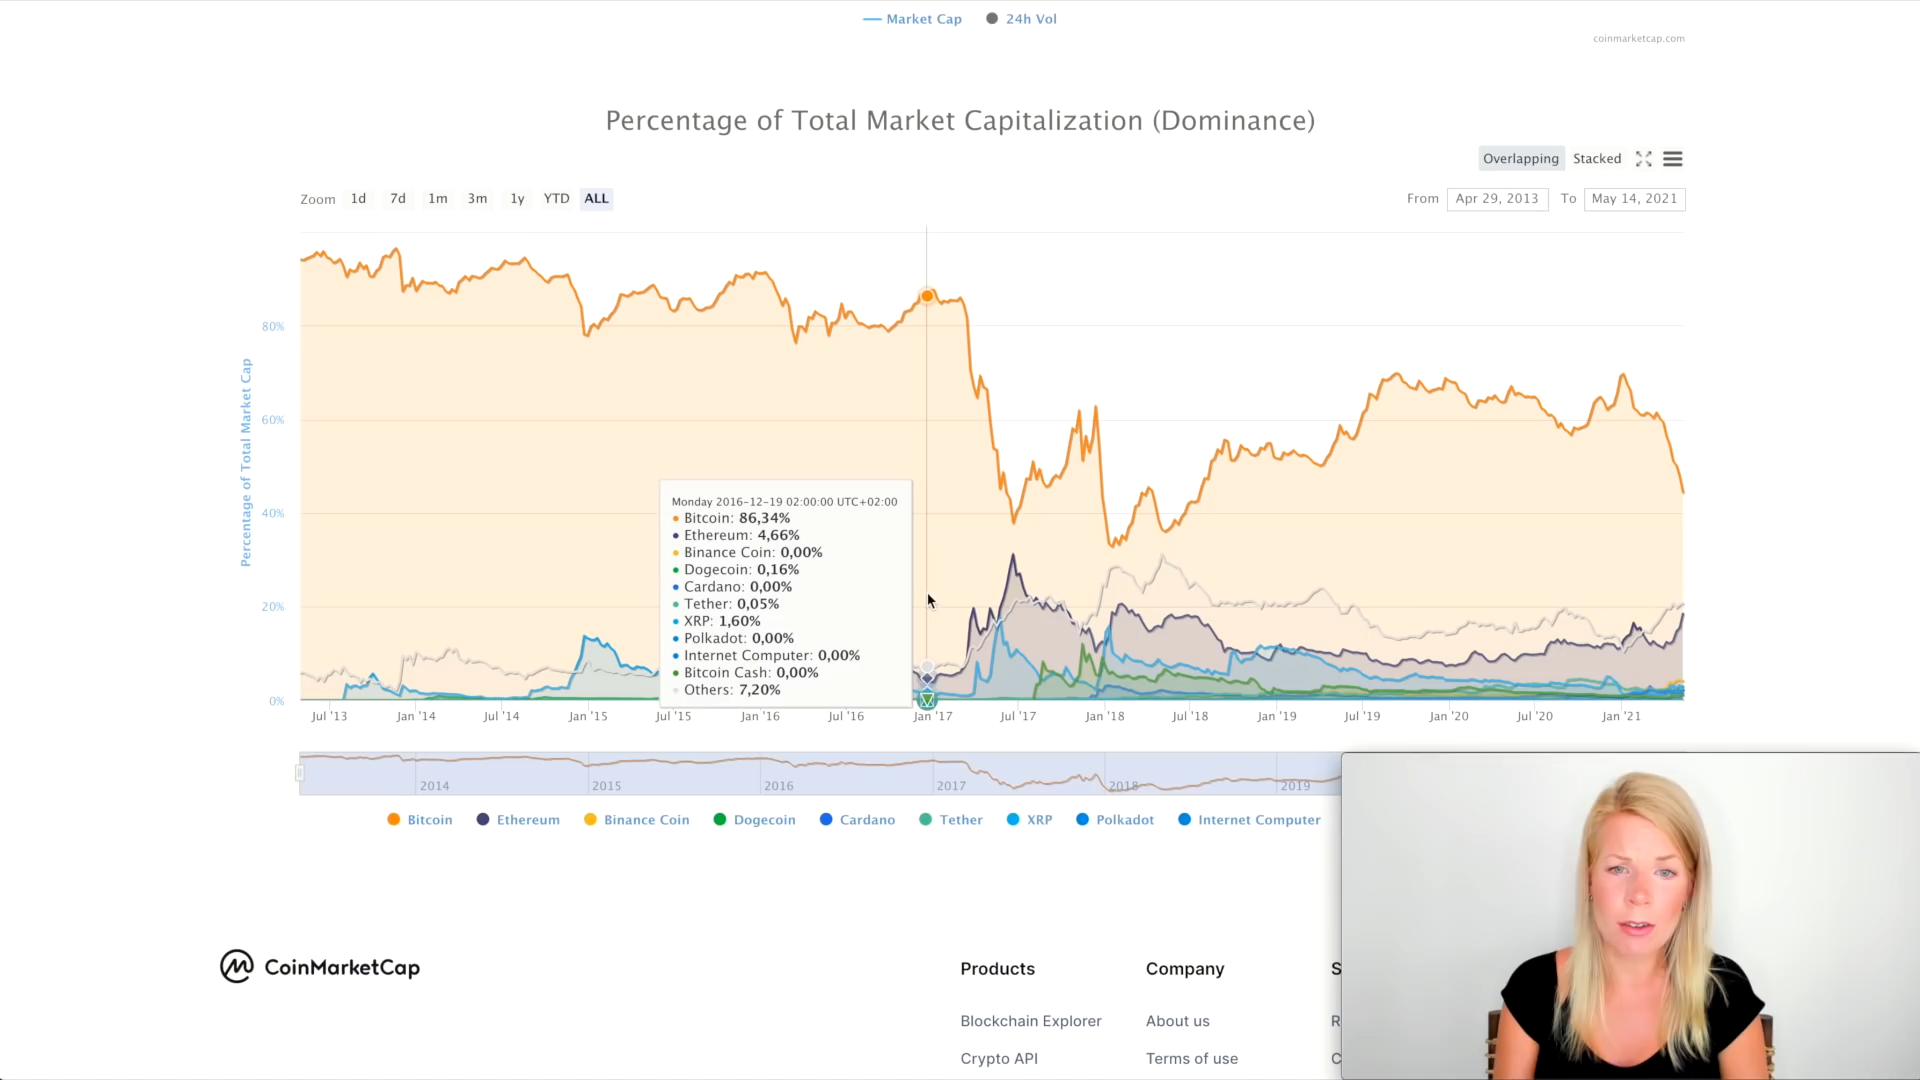 Market Cap 24h Vol
coinmarketcap.com
Percentage of Total Market Capitalization (Dominance)
Overlapping Stacked
Zoom 1d 7d 1m 3m 1y YTD ALL
From Apr 29, 2013 To May 14, 2021
Percentage of Total Market Cap
80%
60%
40%
20%
0%
Monday 2016-12-19 02:00:00 UTC+02:00
Bitcoin: 86,34%
Ethereum: 4,66%
Binance Coin: 0,00%
Dogecoin: 0,16%
Cardano: 0,00%
Tether: 0,05%
XRP: 1,60%
Polkadot: 0,00%
Internet Computer: 0,00%
Bitcoin Cash: 0,00%
Others: 7,20%
Jul '13 Jan '14 Jul '14 Jan '15 Jul '15 Jan '16 Jul '16 Jan '17 Jul '17 Jan '18 Jul '18 Jan '19 Jul '19 Jan '20 Jul '20 Jan '21
2014 2015 2016 2017 2018 2019
Bitcoin Ethereum Binance Coin Dogecoin Cardano Tether XRP Polkadot Internet Computer
CoinMarketCap
Products Company S
Blockchain Explorer About us R
Crypto API Terms of use C